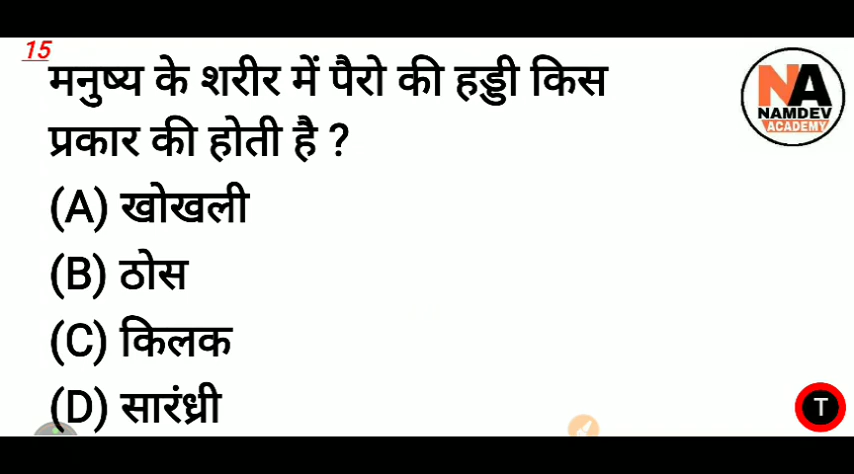 15
मनुष्य के शरीर में पैरो की हड्डी किस
प्रकार की होती है ?
(A) खोखली
(B) ठोस
(C) किलक
(D) सारंध्री
NA
NAMDEV
ACADEMY
T